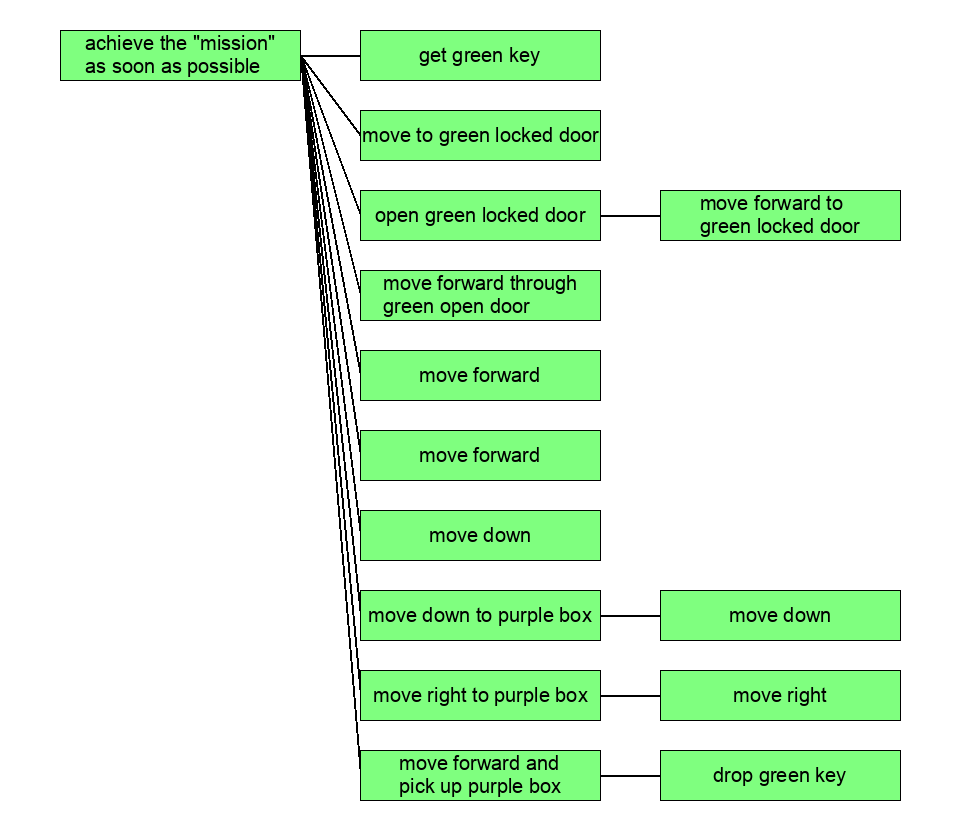 achieve the "mission"
as soon as possible
get green key
move to green locked door
open green locked door
move forward to
green locked door
move forward through
green open door
move forward
move forward
move down
move down to purple box
move down
move right to purple box
move right
move forward and
pick up purple box
drop green key